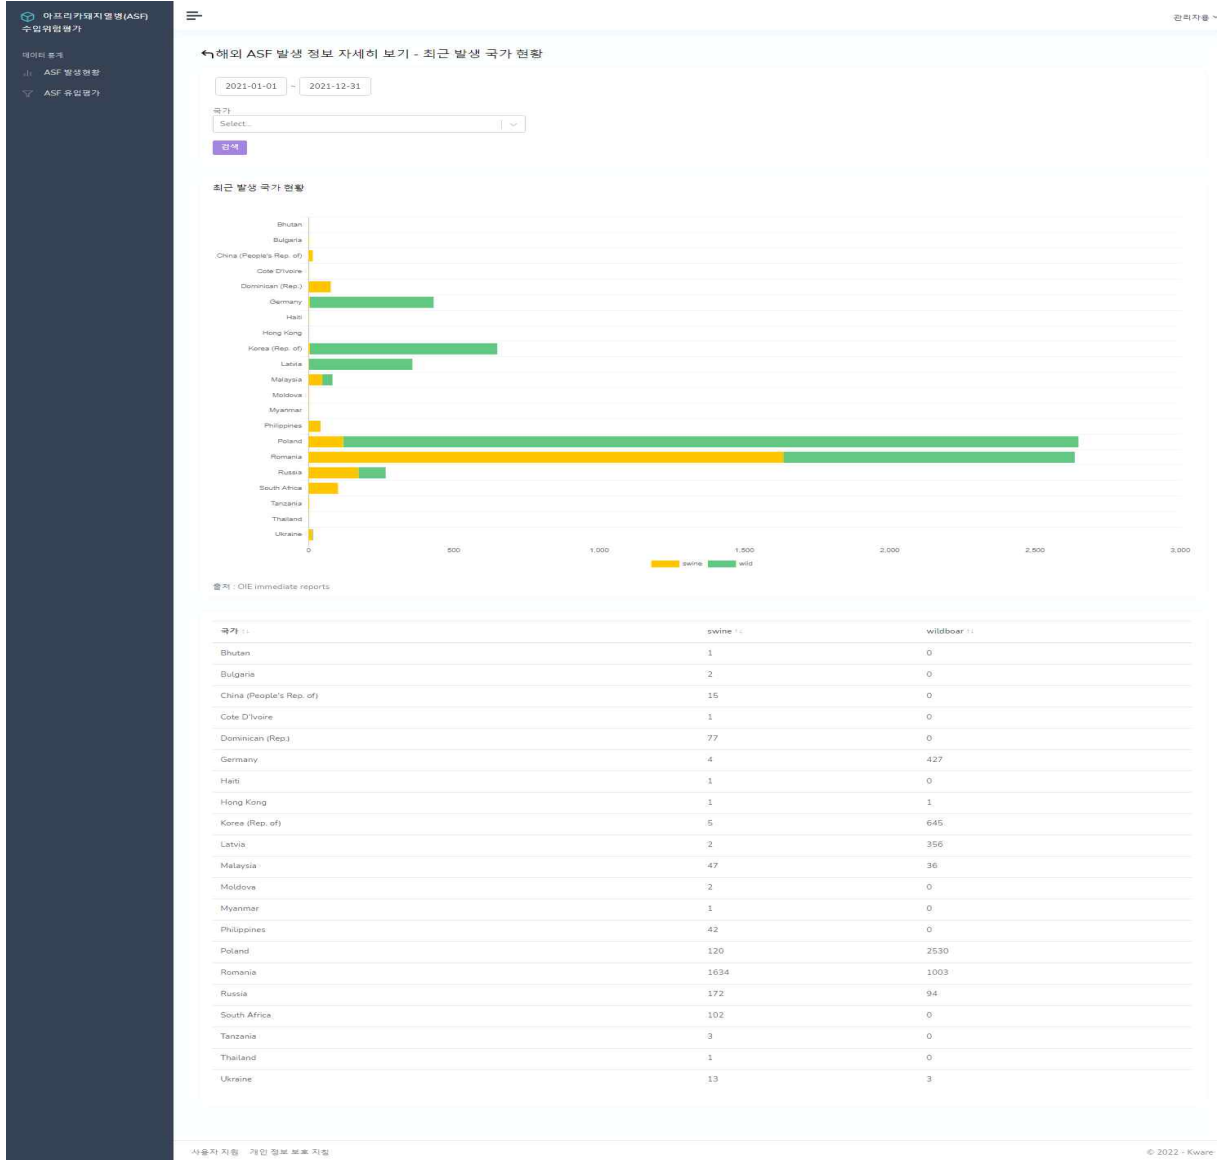 아프리카돼지열병(ASF)
수입위험평가
관리자용
데이터 통계
ASF 발생현황
ASF 유입평가
해외 ASF 발생 정보 자세히 보기 - 최근 발생 국가 현황
2021-01-01 ~ 2021-12-31
국가
Select...
검색
최근 발생 국가 현황
Bhutan
Bulgaria
China (People's Rep. of)
Cote D'Ivoire
Dominican (Rep.)
Germany
Haiti
Hong Kong
Korea (Rep. of)
Latvia
Malaysia
Moldova
Myanmar
Philippines
Poland
Romania
Russia
South Africa
Tanzania
Thailand
Ukraine
0 500 1,000 1,500 2,000 2,500 3,000
swine wild
출처 : OIE immediate reports
국가 swine wildboar
Bhutan 1 0
Bulgaria 2 0
China (People's Rep. of) 15 0
Cote D'Ivoire 1 0
Dominican (Rep.) 77 0
Germany 4 427
Haiti 1 0
Hong Kong 1 1
Korea (Rep. of) 5 645
Latvia 2 356
Malaysia 47 36
Moldova 2 0
Myanmar 1 0
Philippines 42 0
Poland 120 2530
Romania 1634 1003
Russia 172 94
South Africa 102 0
Tanzania 3 0
Thailand 1 0
Ukraine 13 3
사용자 지원 개인 정보 보호 지침
© 2022 - Kware